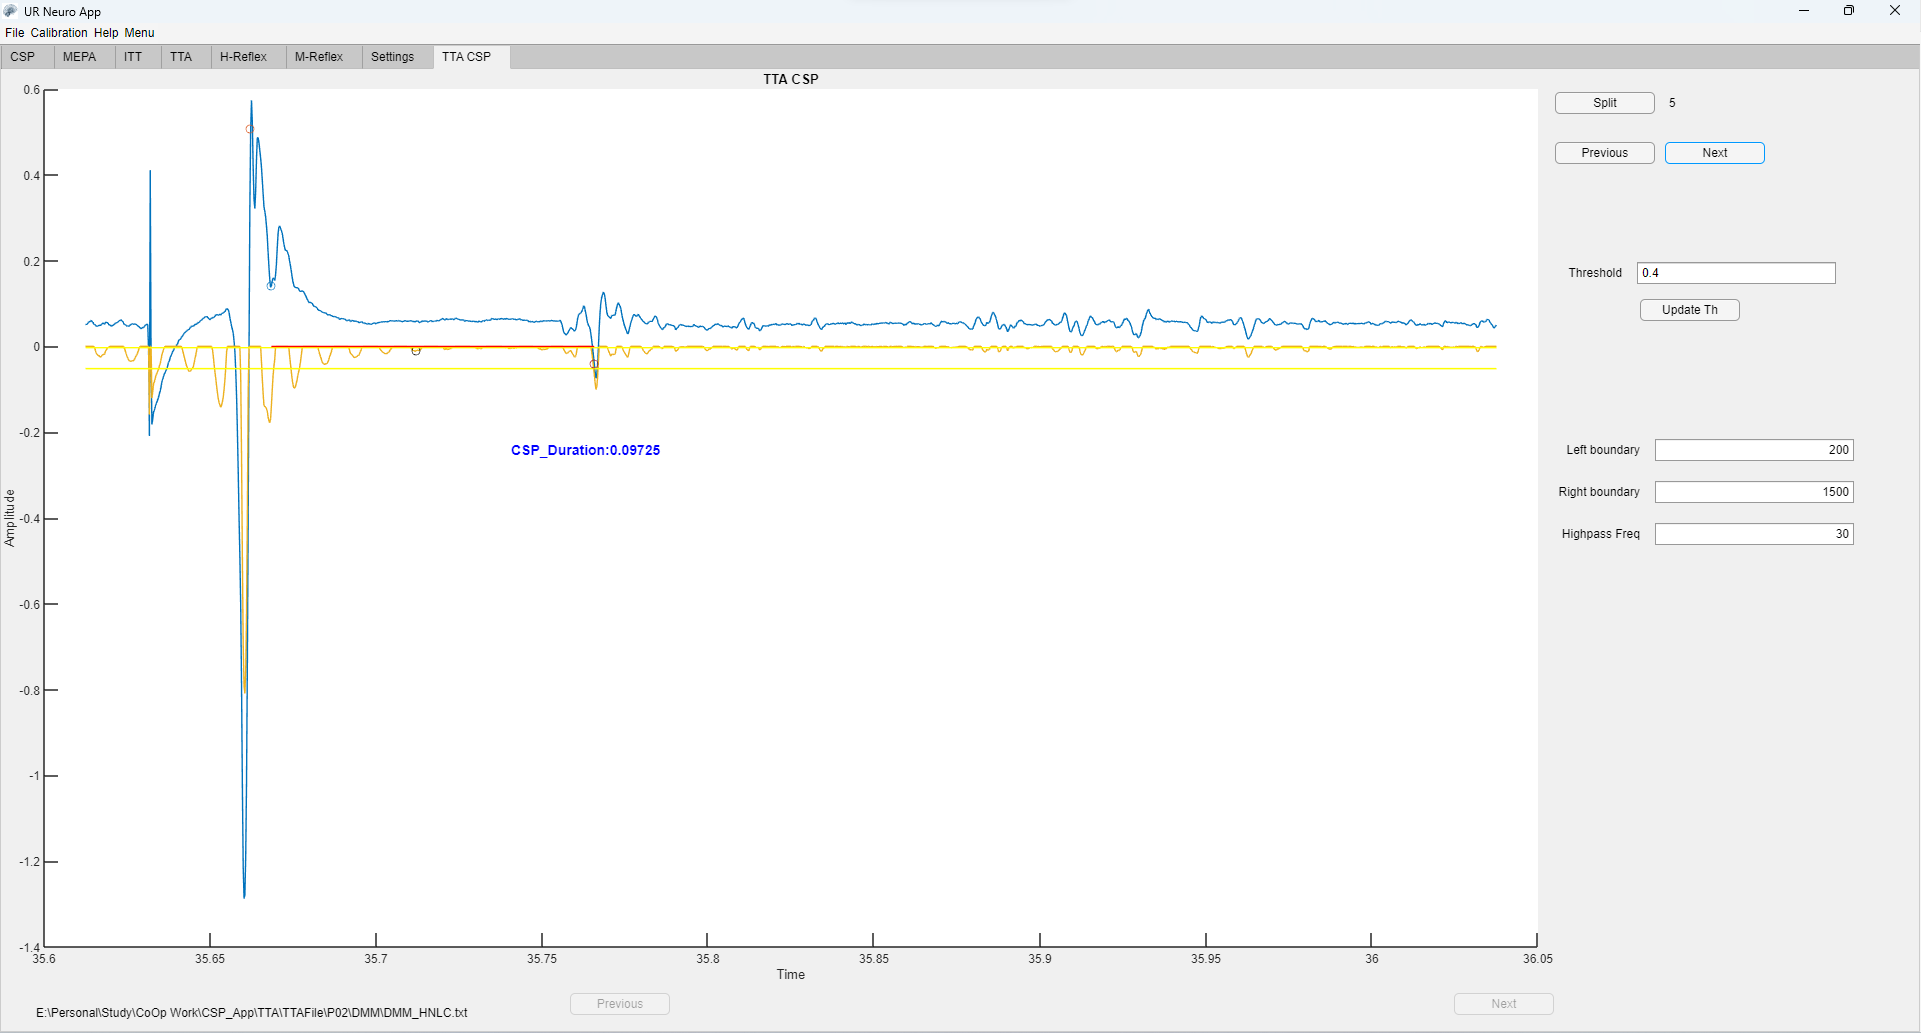 UR Neuro App
File Calibration Help Menu
CSP MEPA ITT TTA H-Reflex M-Reflex Settings TTA CSP
TTA CSP
Split 5
Previous Next
Threshold 0.4
Update Th
Left boundary 200
Right boundary 1500
Highpass Freq 30
0.6
0.4
0.2
0
-0.2
-0.4
-0.6
-0.8
-1
-1.2
-1.4
Amplitude
CSP_Duration:0.09725
35.6 35.65 35.7 35.75 35.8 35.85 35.9 35.95 36 36.05
Time
Previous Next
E:\Personal\Study\CoOp Work\CSP_App\TTA\TTAFile\P02\DMM\DMM_HNLC.txt